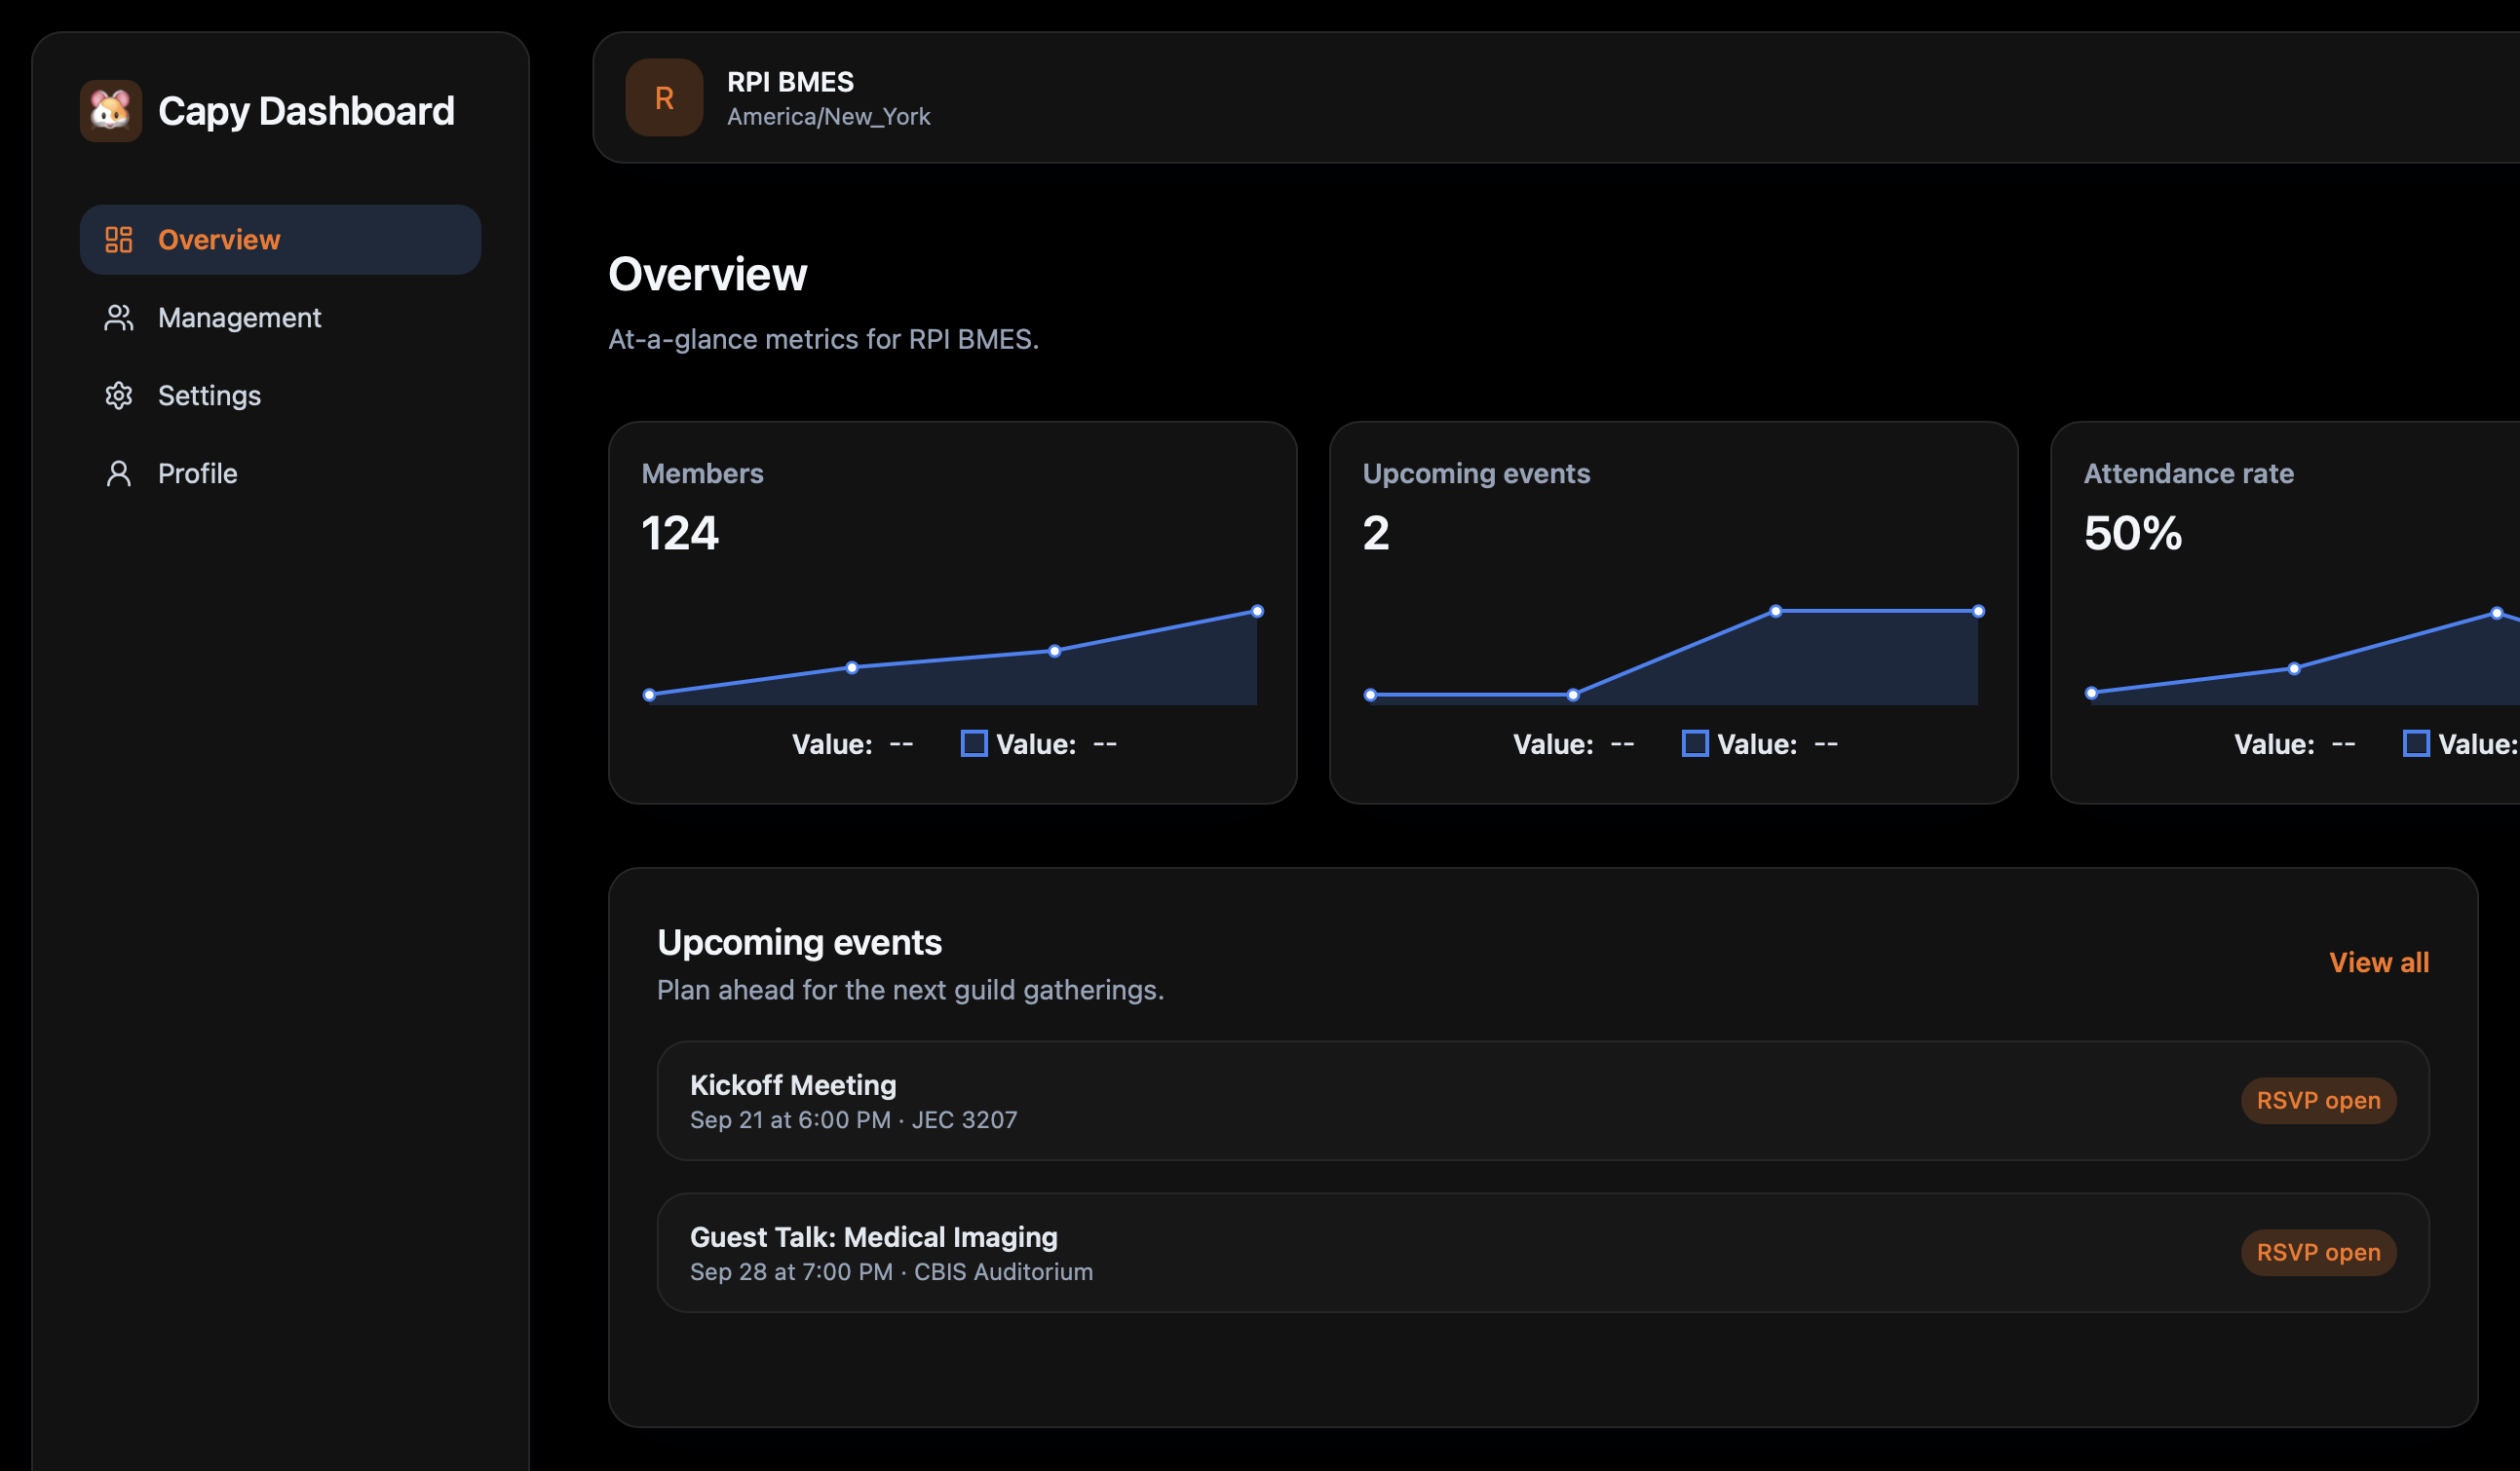 Capy Dashboard
Overview
Management
Settings
Profile
R
RPI BMES
America/New_York
Overview
At-a-glance metrics for RPI BMES.
Members
124
Value: -- Value: --
Upcoming events
2
Value: -- Value: --
Attendance rate
50%
Value: -- Value:
Upcoming events
Plan ahead for the next guild gatherings.
View all
Kickoff Meeting
Sep 21 at 6:00 PM · JEC 3207
RSVP open
Guest Talk: Medical Imaging
Sep 28 at 7:00 PM · CBIS Auditorium
RSVP open